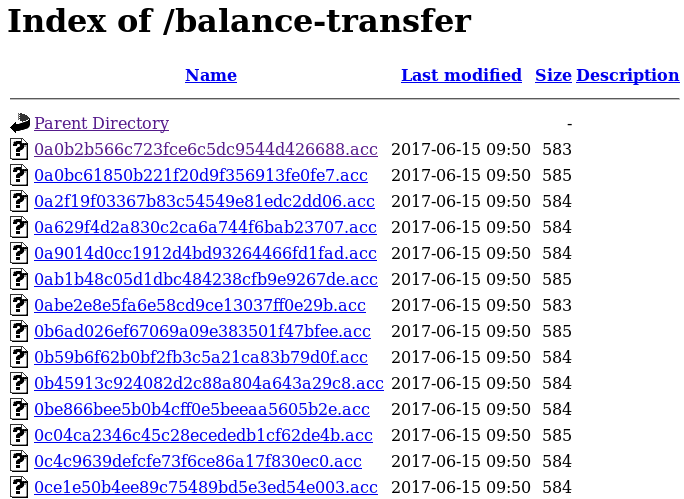 Index of /balance-transfer
Name Last modified Size Description
Parent Directory -
0a0b2b566c723fce6c5dc9544d426688.acc 2017-06-15 09:50 583
0a0bc61850b221f20d9f356913fe0fe7.acc 2017-06-15 09:50 585
0a2f19f03367b83c54549e81edc2dd06.acc 2017-06-15 09:50 584
0a629f4d2a830c2ca6a744f6bab23707.acc 2017-06-15 09:50 584
0a9014d0cc1912d4bd93264466fd1fad.acc 2017-06-15 09:50 584
0ab1b48c05d1dbc484238cfb9e9267de.acc 2017-06-15 09:50 585
0abe2e8e5fa6e58cd9ce13037ff0e29b.acc 2017-06-15 09:50 583
0b6ad026ef67069a09e383501f47bfee.acc 2017-06-15 09:50 585
0b59b6f62b0bf2fb3c5a21ca83b79d0f.acc 2017-06-15 09:50 584
0b45913c924082d2c88a804a643a29c8.acc 2017-06-15 09:50 584
0be866bee5b0b4cff0e5beeaa5605b2e.acc 2017-06-15 09:50 584
0c04ca2346c45c28ecededb1cf62de4b.acc 2017-06-15 09:50 585
0c4c9639defcfe73f6ce86a17f830ec0.acc 2017-06-15 09:50 584
0ce1e50b4ee89c75489bd5e3ed54e003.acc 2017-06-15 09:50 584